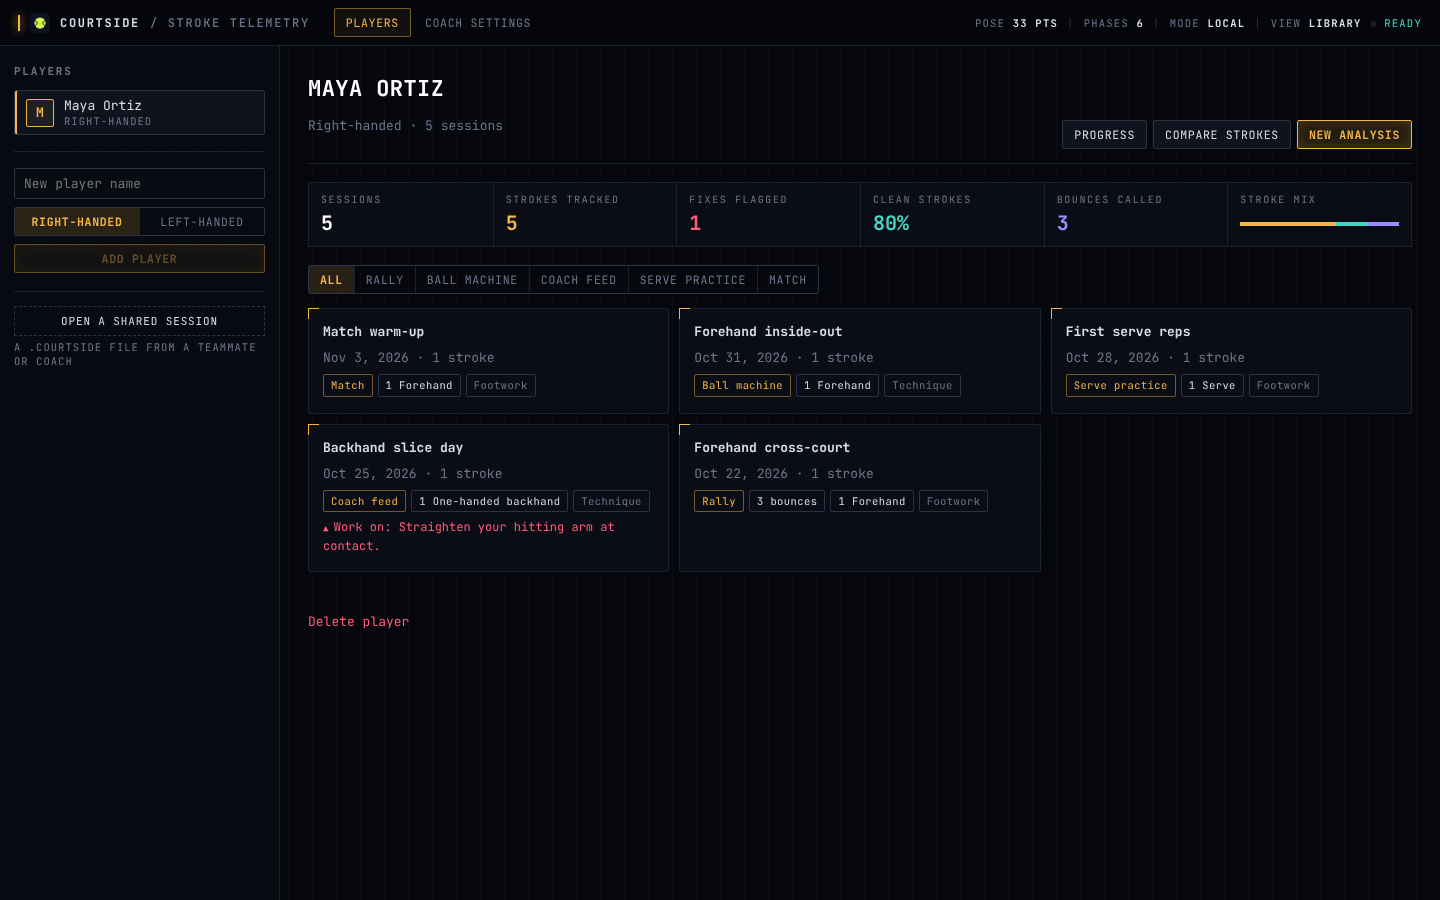 COURTSIDE / STROKE TELEMETRY PLAYERS COACH SETTINGS POSE 33 PTS | PHASES 6 | MODE LOCAL | VIEW LIBRARY READY
PLAYERS
M Maya Ortiz
RIGHT-HANDED
New player name
RIGHT-HANDED LEFT-HANDED
ADD PLAYER
OPEN A SHARED SESSION
A .COURTSIDE FILE FROM A TEAMMATE
OR COACH
MAYA ORTIZ
Right-handed · 5 sessions
PROGRESS COMPARE STROKES NEW ANALYSIS
SESSIONS STROKES TRACKED FIXES FLAGGED CLEAN STROKES BOUNCES CALLED STROKE MIX
5 5 1 80% 3
ALL RALLY BALL MACHINE COACH FEED SERVE PRACTICE MATCH
Match warm-up
Nov 3, 2026 · 1 stroke
Match 1 Forehand Footwork
Forehand inside-out
Oct 31, 2026 · 1 stroke
Ball machine 1 Forehand Technique
First serve reps
Oct 28, 2026 · 1 stroke
Serve practice 1 Serve Footwork
Backhand slice day
Oct 25, 2026 · 1 stroke
Coach feed 1 One-handed backhand Technique
▲ Work on: Straighten your hitting arm at
contact.
Forehand cross-court
Oct 22, 2026 · 1 stroke
Rally 3 bounces 1 Forehand Footwork
Delete player